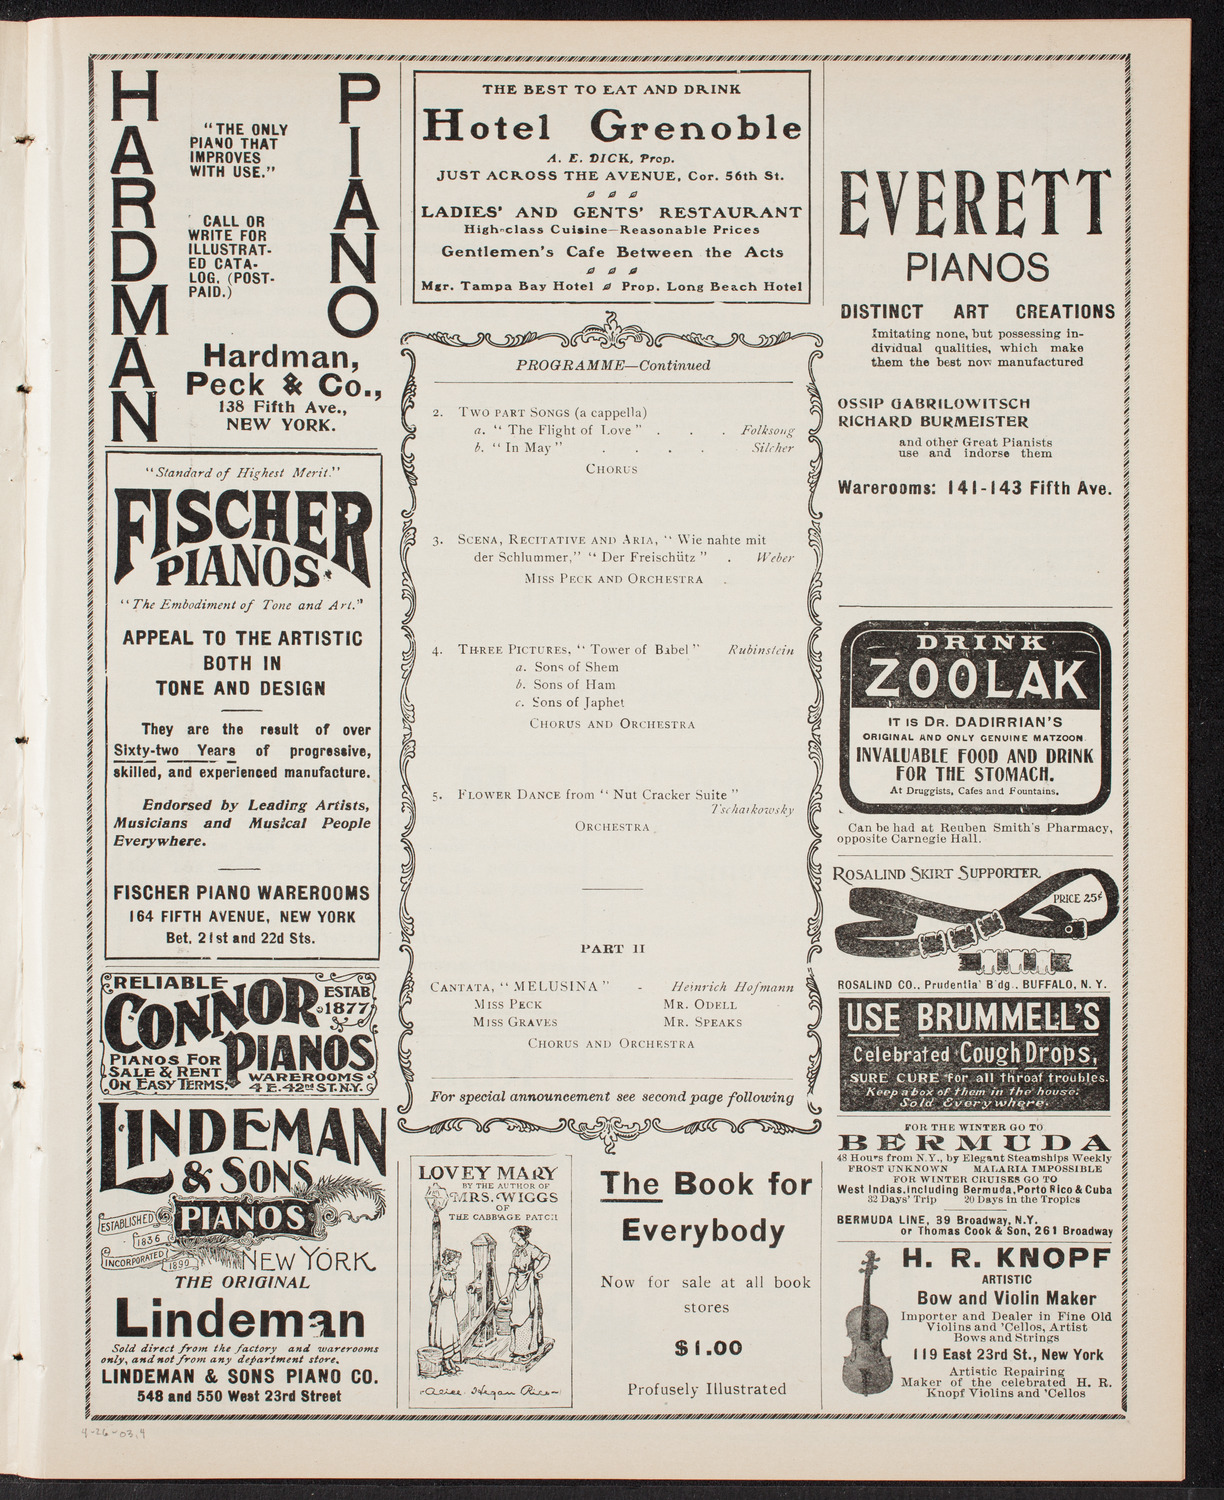 HARDMAN
PIANO
"THE ONLY
PIANO THAT
IMPROVES
WITH USE."
CALL OR
WRITE FOR
ILLUSTRAT-
ED CATA-
LOG. (POST-
PAID.)
Hardman,
Peck & Co.,
138 Fifth Ave.,
NEW YORK.
"Standard of Highest Merit."
FISCHER
PIANOS
"The Embodiment of Tone and Art."
APPEAL TO THE ARTISTIC
BOTH IN
TONE AND DESIGN
They are the result of over
Sixty-two Years of progressive,
skilled, and experienced manufacture.
Endorsed by Leading Artists,
Musicians and Musical People
Everywhere.
FISCHER PIANO WAREROOMS
164 FIFTH AVENUE, NEW YORK
Bet. 21st and 22d Sts.
RELIABLE
CONNOR
ESTAB
1877
PIANOS
PIANOS FOR
SALE & RENT
ON EASY TERMS.
WAREROOMS
4 E. 42nd ST. N.Y.
LINDEMAN
& SONS
PIANOS
ESTABLISHED
1836
INCORPORATED
1890
NEW YORK
THE ORIGINAL
Lindeman
Sold direct from the factory and warerooms
only, and not from any department store.
LINDEMAN & SONS PIANO CO.
548 and 550 West 23rd Street
4-26-03.4
THE BEST TO EAT AND DRINK
Hotel Grenoble
A. E. DICK, Prop.
JUST ACROSS THE AVENUE, Cor. 56th St.
LADIES' AND GENTS' RESTAURANT
High-class Cuisine—Reasonable Prices
Gentlemen's Cafe Between the Acts
Mgr. Tampa Bay Hotel Prop. Long Beach Hotel
PROGRAMME—Continued
2. TWO PART SONGS (a cappella)
a. "The Flight of Love" . . . Folksong
b. "In May" . . . . Silcher
CHORUS
3. SCENA, RECITATIVE AND ARIA, "Wie nahte mit
der Schlummer," "Der Freischütz" . Weber
MISS PECK AND ORCHESTRA
4. THREE PICTURES, "Tower of Babel" Rubinstein
a. Sons of Shem
b. Sons of Ham
c. Sons of Japhet
CHORUS AND ORCHESTRA
5. FLOWER DANCE from "Nut Cracker Suite"
Tschaikowsky
ORCHESTRA
PART II
CANTATA, "MELUSINA" - Heinrich Hofmann
MISS PECK MR. ODELL
MISS GRAVES MR. SPEAKS
CHORUS AND ORCHESTRA
For special announcement see second page following
LOVEY MARY
BY THE AUTHOR OF
MRS. WIGGS
OF
THE CABBAGE PATCH
Alice Hegan Rice
The Book for
Everybody
Now for sale at all book
stores
$1.00
Profusely Illustrated
EVERETT
PIANOS
DISTINCT ART CREATIONS
Imitating none, but possessing in-
dividual qualities, which make
them the best now manufactured
OSSIP GABRILOWITSCH
RICHARD BURMEISTER
and other Great Pianists
use and indorse them
Warerooms: 141-143 Fifth Ave.
DRINK
ZOOLAK
IT IS DR. DADIRRIAN'S
ORIGINAL AND ONLY GENUINE MATZOON.
INVALUABLE FOOD AND DRINK
FOR THE STOMACH.
At Druggists, Cafes and Fountains.
Can be had at Reuben Smith's Pharmacy,
opposite Carnegie Hall.
ROSALIND SKIRT SUPPORTER
PRICE 25¢
ROSALIND CO., Prudential B'dg., BUFFALO, N. Y.
USE BRUMMELL'S
Celebrated Cough Drops,
SURE CURE for all throat troubles.
Keep a box of them in the house.
Sold Everywhere.
FOR THE WINTER GO TO
BERMUDA
48 Hours from N.Y., by Elegant Steamships Weekly
FROST UNKNOWN MALARIA IMPOSSIBLE
FOR WINTER CRUISES GO TO
West Indias, including Bermuda, Porto Rico & Cuba
32 Days' Trip 20 Days in the Tropics
BERMUDA LINE, 39 Broadway, N.Y.
or Thomas Cook & Son, 261 Broadway
H. R. KNOPF
ARTISTIC
Bow and Violin Maker
Importer and Dealer in Fine Old
Violins and 'Cellos, Artist
Bows and Strings
119 East 23rd St., New York
Artistic Repairing
Maker of the celebrated H. R.
Knopf Violins and 'Cellos